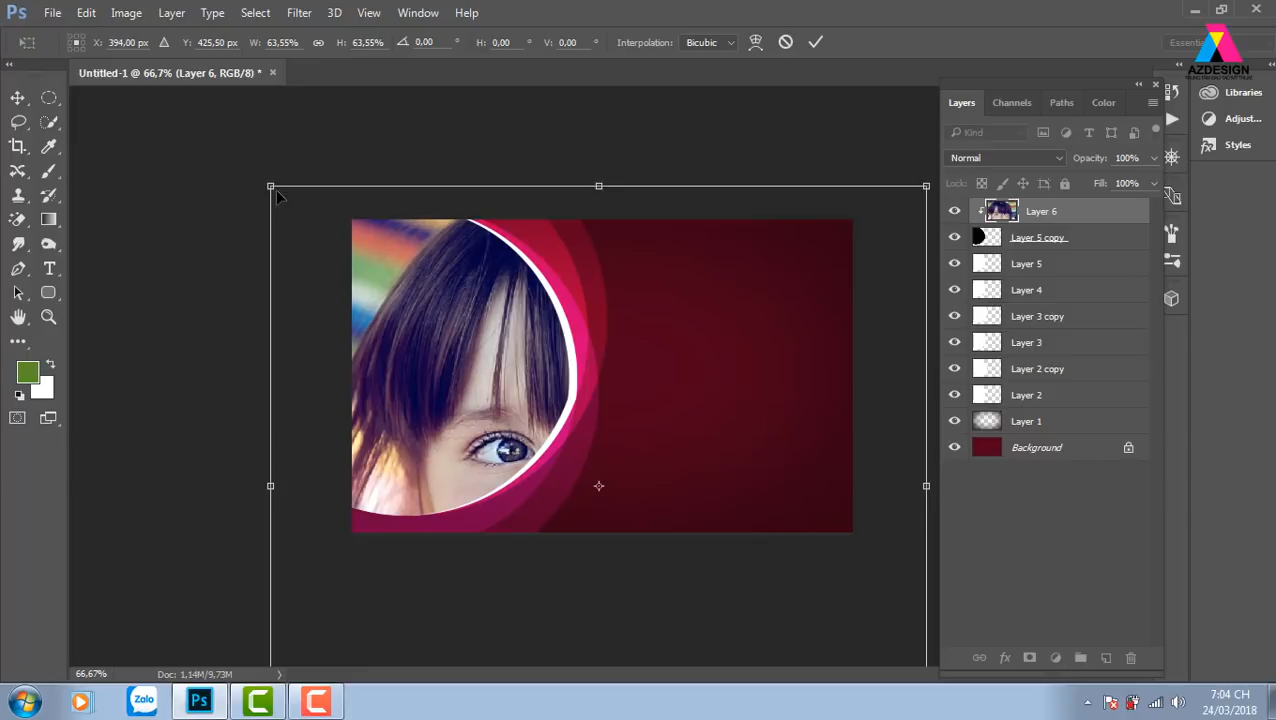 Ps File Edit Image Layer Type Select Filter 3D View Window Help
X: 394,00 px Y: 425,50 px W: 63,55% H: 63,55% 0,00 ° H: 0,00 ° V: 0,00 ° Interpolation: Bicubic
AZDESIGN
Untitled-1 @ 66,7% (Layer 6, RGB/8) * ×
Layers Channels Paths Color
Libraries
Adjust...
Styles
Kind
Normal Opacity: 100%
Lock: Fill: 100%
Layer 6
Layer 5 copy
Layer 5
Layer 4
Layer 3 copy
Layer 3
Layer 2 copy
Layer 2
Layer 1
Background
66,67% Doc: 1,14M/9,73M
Zalo Ps
7:04 CH
24/03/2018